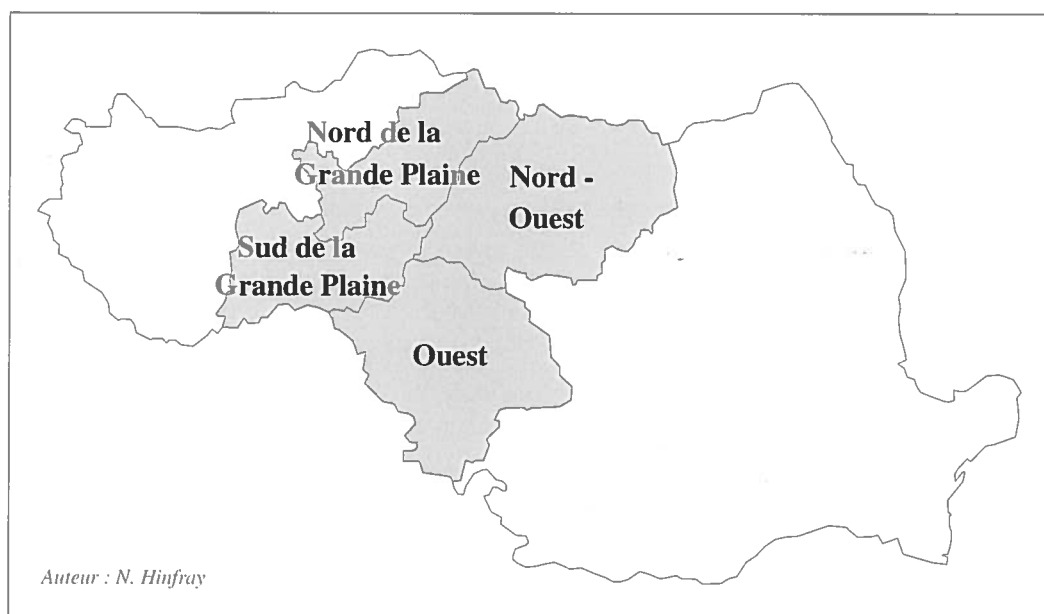 Nord de la
Grande Plaine
Nord -
Ouest
Sud de la
Grande Plaine
Ouest
Auteur : N. Hinfray